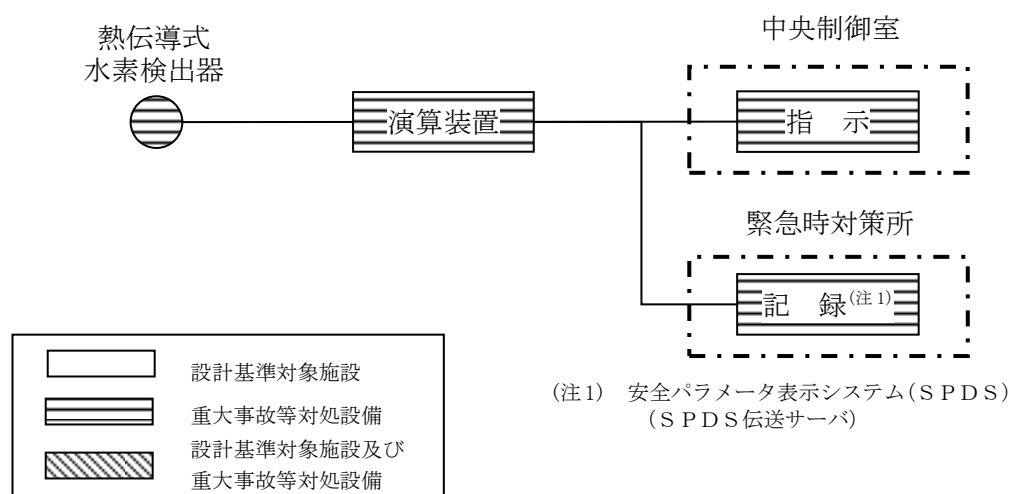 熱伝導式
水素検出器
演算装置
中央制御室
指　示
緊急時対策所
記　録(注1)
(注1)　安全パラメータ表示システム(ＳＰＤＳ)
(ＳＰＤＳ伝送サーバ)
設計基準対象施設
重大事故等対処設備
設計基準対象施設及び
重大事故等対処設備